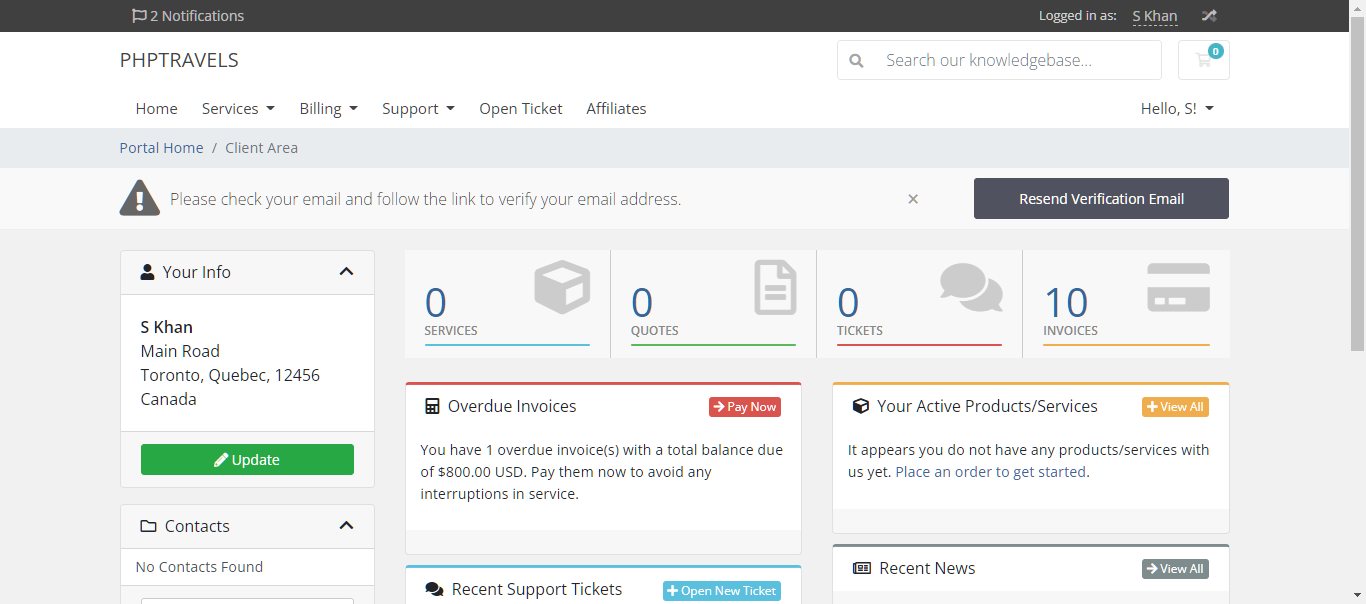 2 Notifications
Logged in as: S Khan
PHPTRAVELS
Search our knowledgebase...
0
Home Services Billing Support Open Ticket Affiliates
Hello, S!
Portal Home / Client Area
Please check your email and follow the link to verify your email address.
×
Resend Verification Email
Your Info
S Khan
Main Road
Toronto, Quebec, 12456
Canada
Update
Contacts
No Contacts Found
0
SERVICES
0
QUOTES
0
TICKETS
10
INVOICES
Overdue Invoices
Pay Now
You have 1 overdue invoice(s) with a total balance due
of $800.00 USD. Pay them now to avoid any
interruptions in service.
Your Active Products/Services
View All
It appears you do not have any products/services with
us yet. Place an order to get started.
Recent Support Tickets
Open New Ticket
Recent News
View All